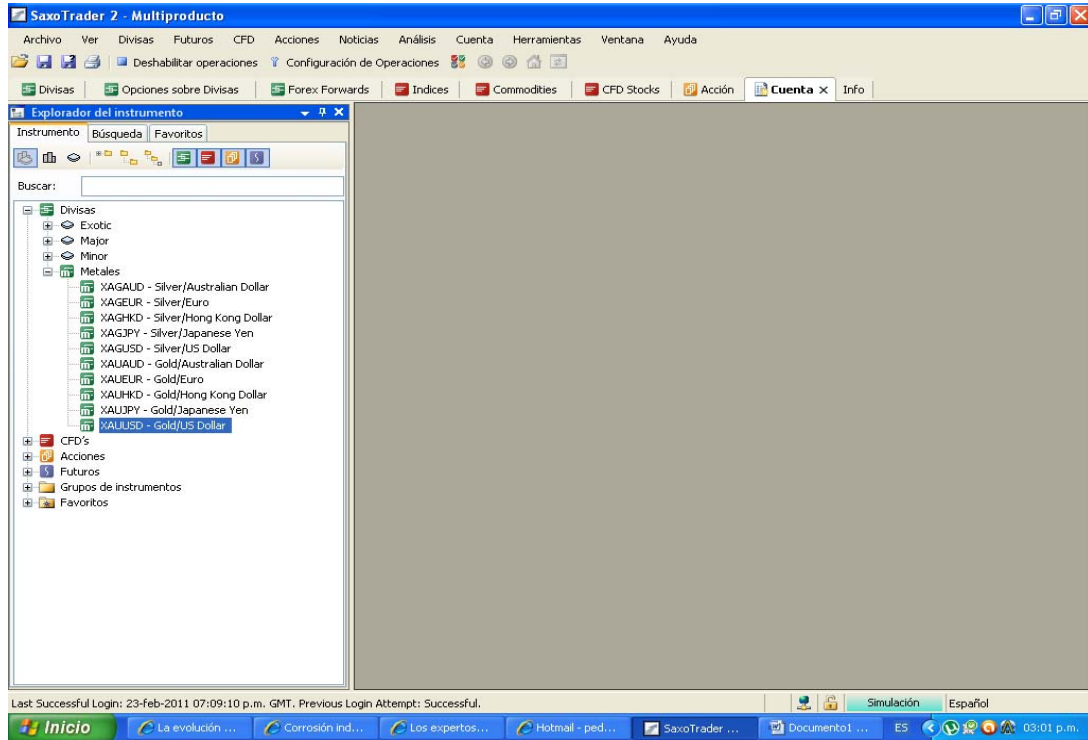 SaxoTrader 2 - Multiproducto
Archivo Ver Divisas Futuros CFD Acciones Noticias Análisis Cuenta Herramientas Ventana Ayuda
Deshabilitar operaciones Configuración de Operaciones
Divisas Opciones sobre Divisas Forex Forwards Indices Commodities CFD Stocks Acción Cuenta Info
Explorador del instrumento
Instrumento Búsqueda Favoritos
Buscar:
Divisas
Exotic
Major
Minor
Metales
XAGAUD - Silver/Australian Dollar
XAGEUR - Silver/Euro
XAGHKD - Silver/Hong Kong Dollar
XAGJPY - Silver/Japanese Yen
XAGUSD - Silver/US Dollar
XAUAUD - Gold/Australian Dollar
XAUEUR - Gold/Euro
XAUHKD - Gold/Hong Kong Dollar
XAUJPY - Gold/Japanese Yen
XAUUSD - Gold/US Dollar
CFD's
Acciones
Futuros
Grupos de instrumentos
Favoritos
Last Successful Login: 23-feb-2011 07:09:10 p.m. GMT. Previous Login Attempt: Successful. Simulación Español
Inicio La evolución ... Corrosión ind... Los expertos... Hotmail - ped... SaxoTrader ... Documento1 ... ES 03:01 p.m.